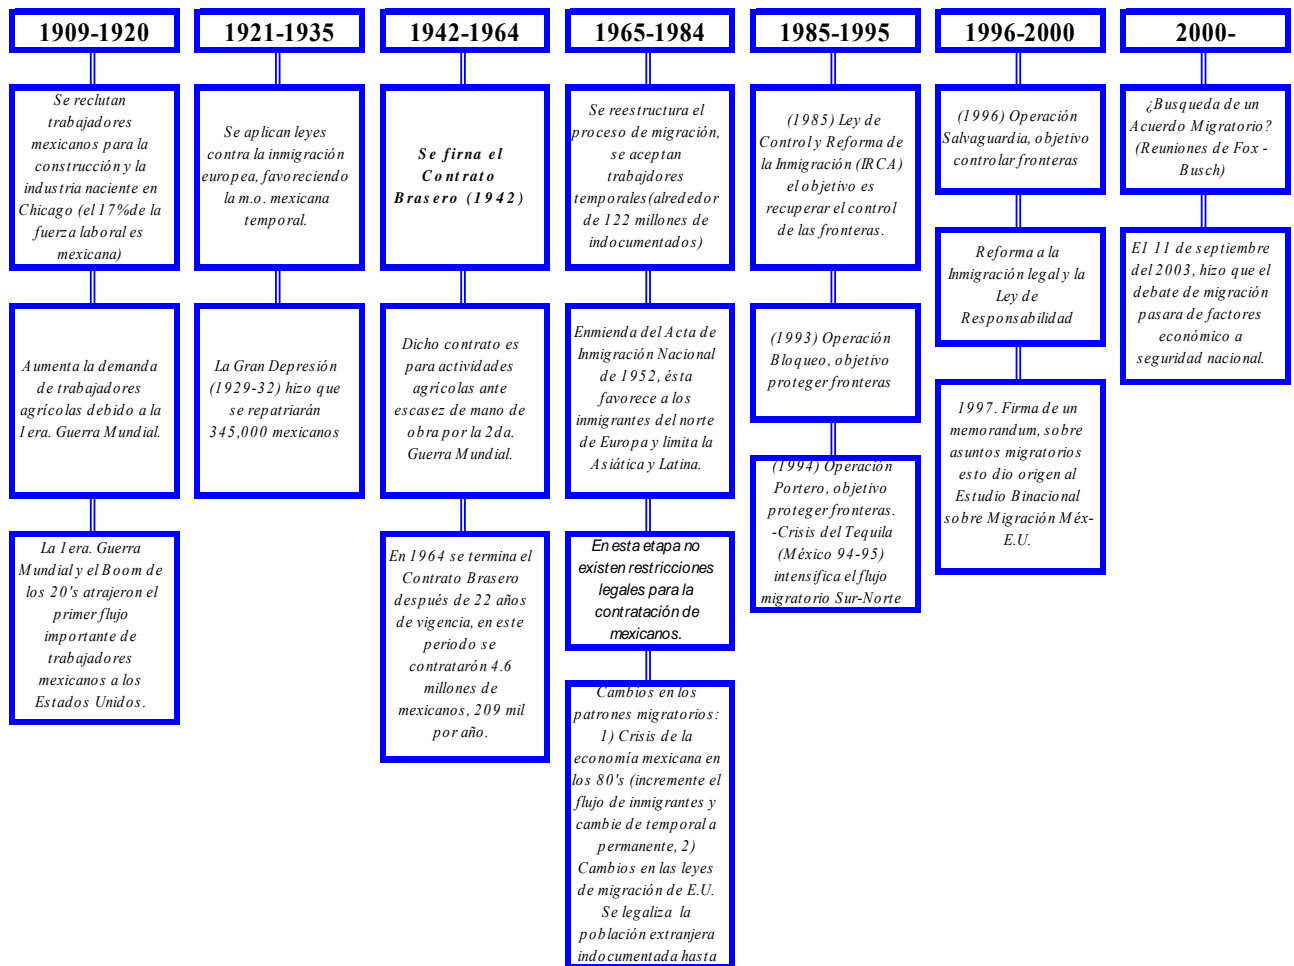 1909-1920
Se reclutan
trabajadores
mexicanos para la
construcción y la
industria naciente en
Chicago (el 17%de la
fuerza laboral es
mexicana)
Aumenta la demanda
de trabajadores
agrícolas debido a la
1era. Guerra Mundial.
La 1era. Guerra
Mundial y el Boom de
los 20's atrajeron el
primer flujo
importante de
trabajadores
mexicanos a los
Estados Unidos.
1921-1935
Se aplican leyes
contra la inmigración
europea, favoreciendo
la m.o. mexicana
temporal.
La Gran Depresión
(1929-32) hizo que
se repatriarán
345,000 mexicanos
1942-1964
Se firna el
Contrato
Brasero (1942)
Dicho contrato es
para actividades
agrícolas ante
escasez de mano de
obra por la 2da.
Guerra Mundial.
En 1964 se termina el
Contrato Brasero
después de 22 años
de vigencia, en este
periodo se
contratarón 4.6
millones de
mexicanos, 209 mil
por año.
1965-1984
Se reestructura el
proceso de migración,
se aceptan
trabajdores
temporales(alrededor
de 122 millones de
indocumentados)
Enmienda del Acta de
Inmigración Nacional
de 1952, ésta
favorece a los
inmigrantes del norte
de Europa y limita la
Asiática y Latina.
En esta etapa no
existen restricciones
legales para la
contratación de
mexicanos.
Cambios en los
patrones migratorios:
1) Crisis de la
economía mexicana en
los 80's (incremente el
flujo de inmigrantes y
cambie de temporal a
permanente, 2)
Cambios en las leyes
de migración de E.U.
Se legaliza la
población extranjera
indocumentada hasta
1985-1995
(1985) Ley de
Control y Reforma de
la Inmigración (IRCA)
el objetivo es
recuperar el control
de las fronteras.
(1993) Operación
Bloqueo, objetivo
proteger fronteras
(1994) Operación
Portero, objetivo
proteger fronteras.
-Crisis del Tequila
(México 94-95)
intensifica el flujo
migratorio Sur-Norte
1996-2000
(1996) Operación
Salvaguardia, objetivo
controlar fronteras
Reforma a la
Inmigración legal y la
Ley de
Responsabilidad
1997. Firma de un
memorandum, sobre
asuntos migratorios
esto dio origen al
Estudio Binacional
sobre Migración Méx-
E.U.
2000-
¿Busqueda de un
Acuerdo Migratorio?
(Reuniones de Fox -
Busch)
El 11 de septiembre
del 2003, hizo que el
debate de migración
pasara de factores
económico a
seguridad nacional.